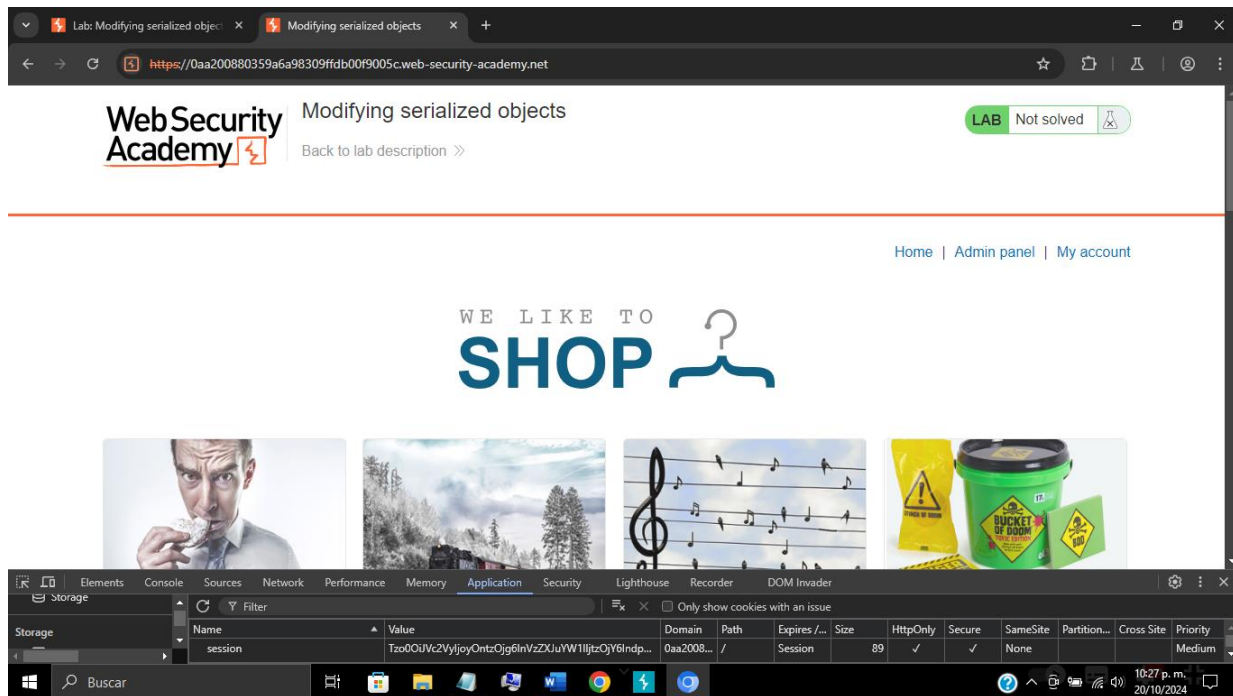 Lab: Modifying serialized objec
Modifying serialized objects
https://0aa200880359a6a98309ffdb00f9005c.web-security-academy.net
Web Security
Academy
Modifying serialized objects
Back to lab description
LAB Not solved
Home | Admin panel | My account
WE LIKE TO
SHOP
BUCKET
OF DOOM
Elements Console Sources Network Performance Memory Application Security Lighthouse Recorder DOM Invader
Storage
Filter
Only show cookies with an issue
Storage
Name Value Domain Path Expires /... Size HttpOnly Secure SameSite Partition... Cross Site Priority
session 0aa2008... / Session 89 ✓ ✓ None Medium
Buscar
10:27 p. m.
20/10/2024